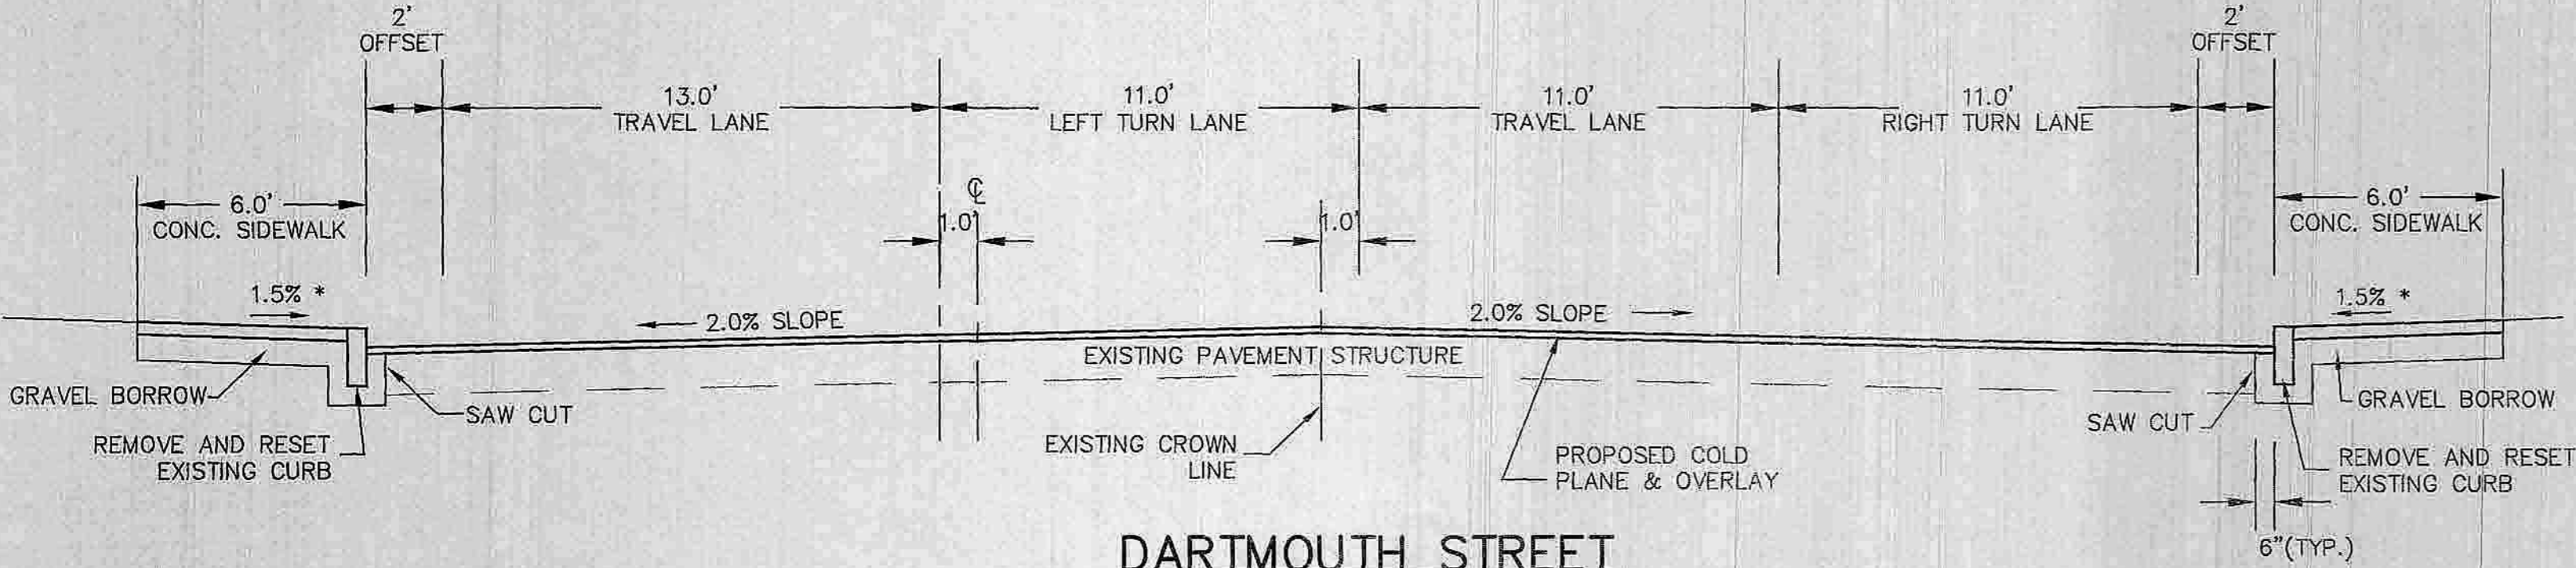 2'
OFFSET
13.0'
TRAVEL LANE
11.0'
LEFT TURN LANE
11.0'
TRAVEL LANE
11.0'
RIGHT TURN LANE
2'
OFFSET
6.0'
CONC. SIDEWALK
℄
1.0'
1.0'
6.0'
CONC. SIDEWALK
1.5% *
2.0% SLOPE
2.0% SLOPE
1.5% *
EXISTING PAVEMENT STRUCTURE
GRAVEL BORROW
SAW CUT
REMOVE AND RESET
EXISTING CURB
EXISTING CROWN
LINE
PROPOSED COLD
PLANE & OVERLAY
SAW CUT
GRAVEL BORROW
REMOVE AND RESET
EXISTING CURB
6"(TYP.)
DARTMOUTH STREET